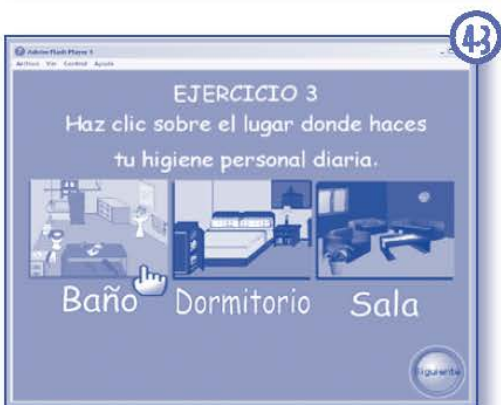 43
Adobe Flash Player 9
Archivo Ver Control Ayuda
EJERCICIO 3
Haz clic sobre el lugar donde haces
tu higiene personal diaria.
Baño Dormitorio Sala
Siguiente